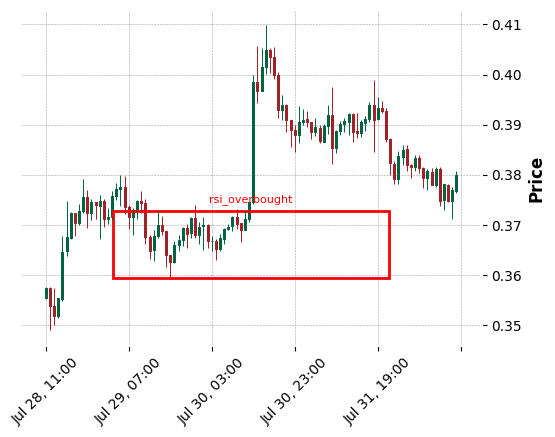 0.41
0.40
0.39
0.38
0.37
0.36
0.35
Price
rsi_overbought
Jul 28, 11:00
Jul 29, 07:00
Jul 30, 03:00
Jul 30, 23:00
Jul 31, 19:00